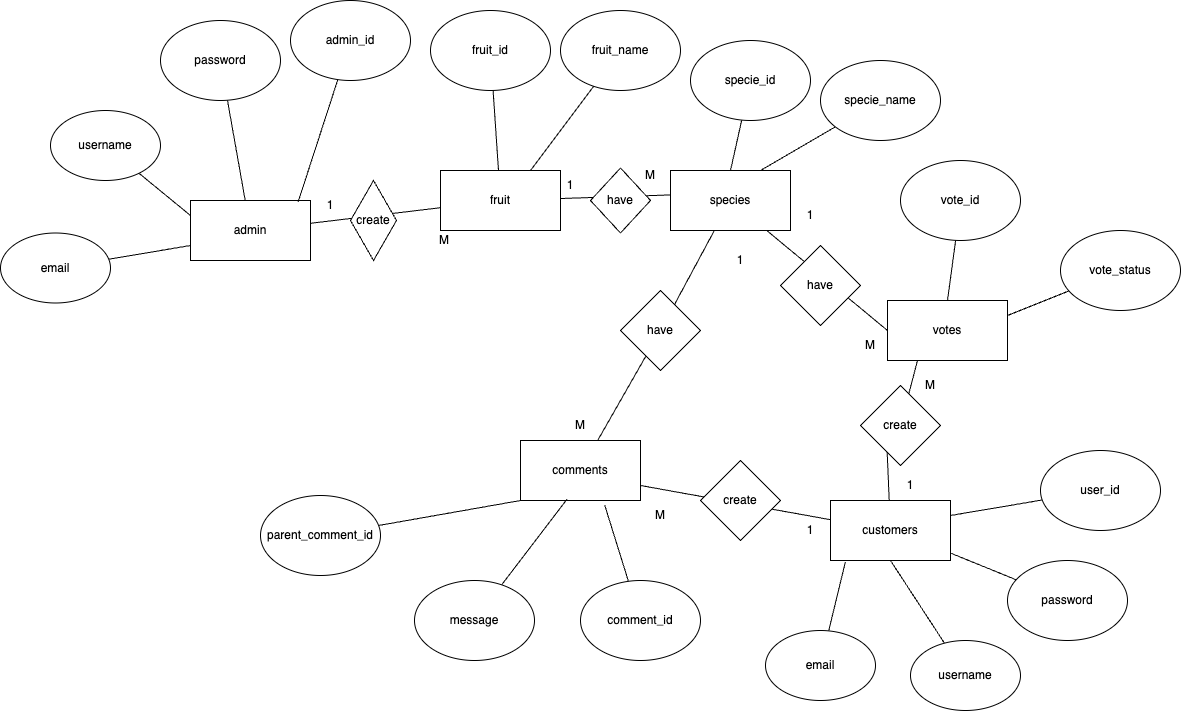 admin_id
fruit_id
fruit_name
password
specie_id
specie_name
username
1
M
fruit
have
species
vote_id
1
create
1
admin
M
email
1
have
vote_status
have
votes
M
M
M
create
comments
1
user_id
create
M
1
customers
parent_comment_id
password
message
comment_id
email
username